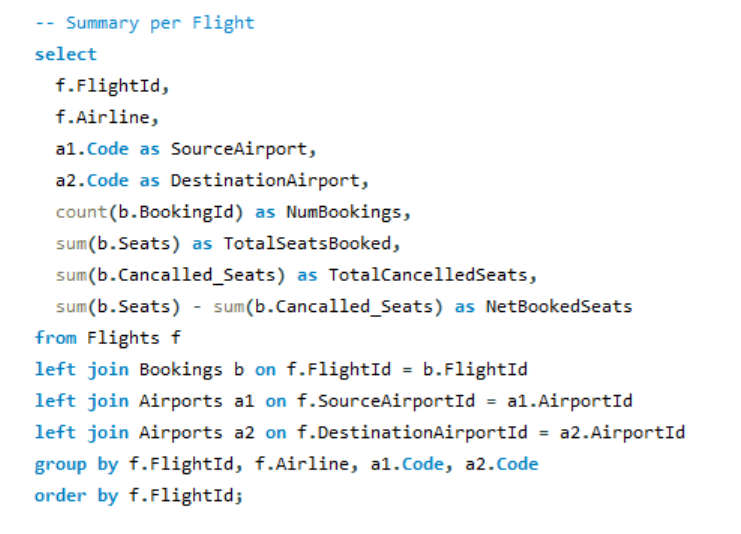 -- Summary per Flight
select
f.FlightId,
f.Airline,
a1.Code as SourceAirport,
a2.Code as DestinationAirport,
count(b.BookingId) as NumBookings,
sum(b.Seats) as TotalSeatsBooked,
sum(b.Cancalled_Seats) as TotalCancelledSeats,
sum(b.Seats) - sum(b.Cancalled_Seats) as NetBookedSeats
from Flights f
left join Bookings b on f.FlightId = b.FlightId
left join Airports a1 on f.SourceAirportId = a1.AirportId
left join Airports a2 on f.DestinationAirportId = a2.AirportId
group by f.FlightId, f.Airline, a1.Code, a2.Code
order by f.FlightId;